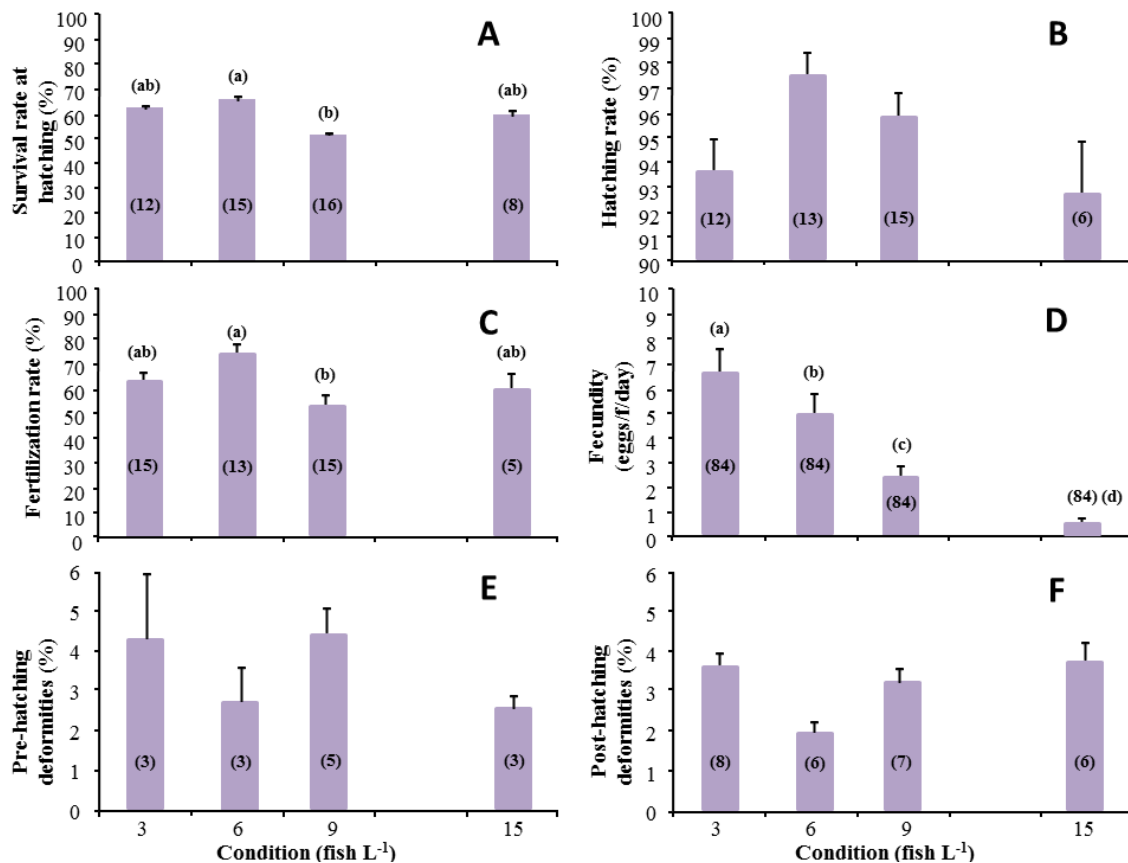 A
Survival rate at
hatching (%)
100
90
80
70
60
50
40
30
20
10
0
(ab)
(a)
(b)
(ab)
(12)
(15)
(16)
(8)
B
Hatching rate (%)
100
99
98
97
96
95
94
93
92
91
90
(12)
(13)
(15)
(6)
C
Fertilization rate (%)
100
90
80
70
60
50
40
30
20
10
0
(ab)
(a)
(b)
(ab)
(15)
(13)
(15)
(5)
D
Fecundity
(eggs/f/day)
10
9
8
7
6
5
4
3
2
1
0
(a)
(b)
(c)
(84) (d)
(84)
(84)
(84)
E
Pre-hatching
deformities (%)
6
5
4
3
2
1
0
(3)
(3)
(5)
(3)
3
6
9
15
Condition (fish L⁻¹)
F
Post-hatching
deformities (%)
6
5
4
3
2
1
0
(8)
(6)
(7)
(6)
3
6
9
15
Condition (fish L⁻¹)